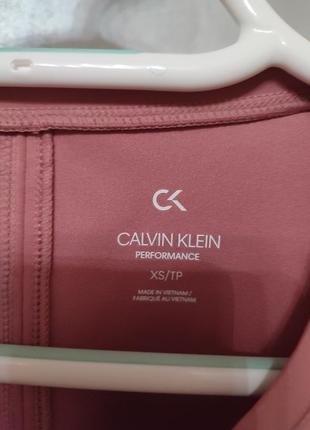 CK
CALVIN KLEIN
PERFORMANCE
XS/TP
MADE IN VIETNAM /
FABRIQUÉ AU VIETNAM